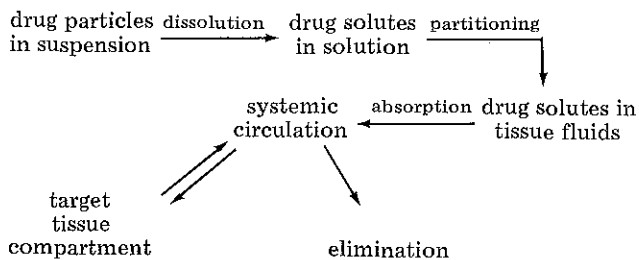 drug particles
in suspension
dissolution
drug solutes
in solution
partitioning
drug solutes in
tissue fluids
absorption
systemic
circulation
target
tissue
compartment
elimination